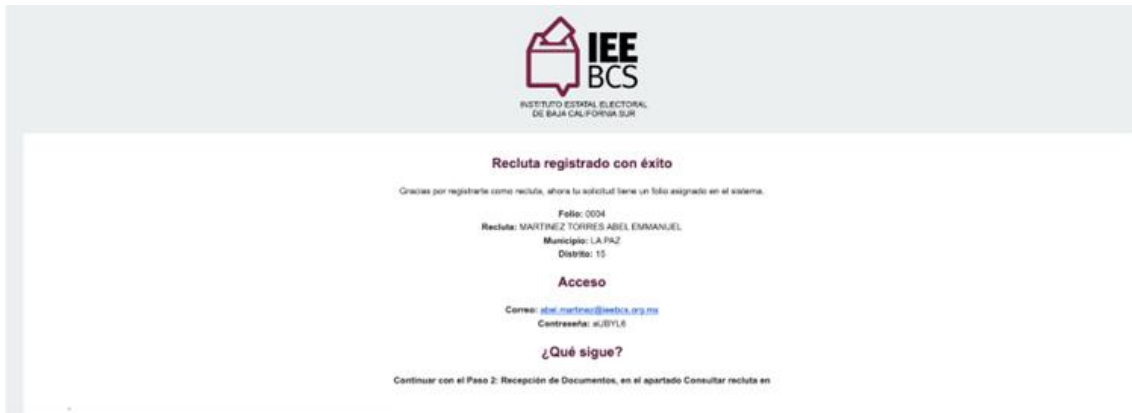 IEE
BCS
INSTITUTO ESTATAL ELECTORAL
DE BAJA CALIFORNIA SUR
Recluta registrado con éxito
Gracias por registrarte como recluta, ahora tu solicitud tiene un folio asignado en el sistema.
Folio: 0004
Recluta: MARTINEZ TORRES ABEL EMMANUEL
Municipio: LA PAZ
Distrito: 15
Acceso
Correo: abel.martinez@ieebcs.org.mx
Contraseña:
¿Qué sigue?
Continuar con el Paso 2: Recepción de Documentos, en el apartado Consultar recluta en